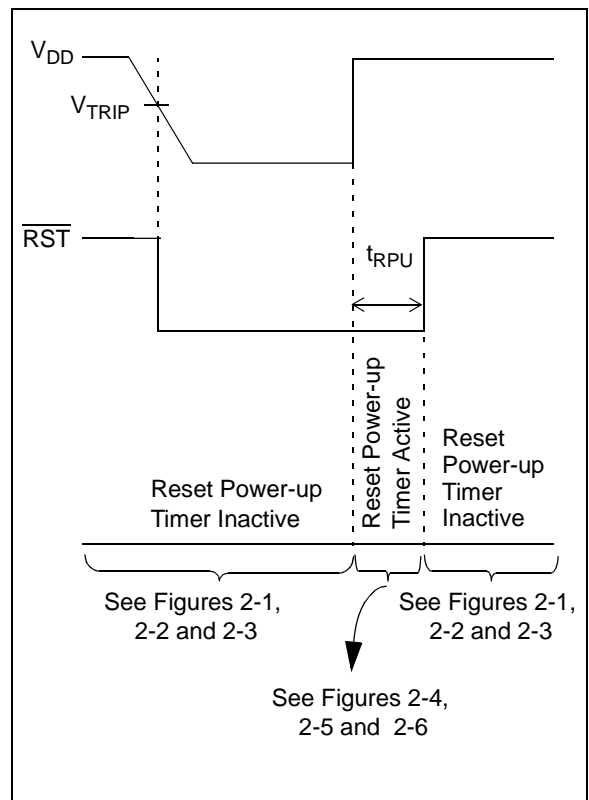 VDD
VTRIP
RST
tRPU
Reset Power-up
Timer Inactive
Reset Power-up
Timer Active
Reset
Power-up
Timer
Inactive
See Figures 2-1,
2-2 and 2-3
See Figures 2-1,
2-2 and 2-3
See Figures 2-4,
2-5 and 2-6